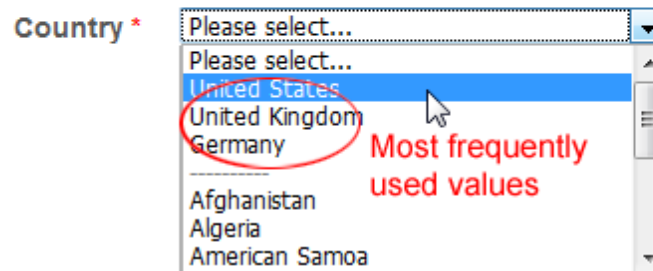 Country * Please select...
Please select...
United States
United Kingdom
Germany
Most frequently
used values
----------
Afghanistan
Algeria
American Samoa